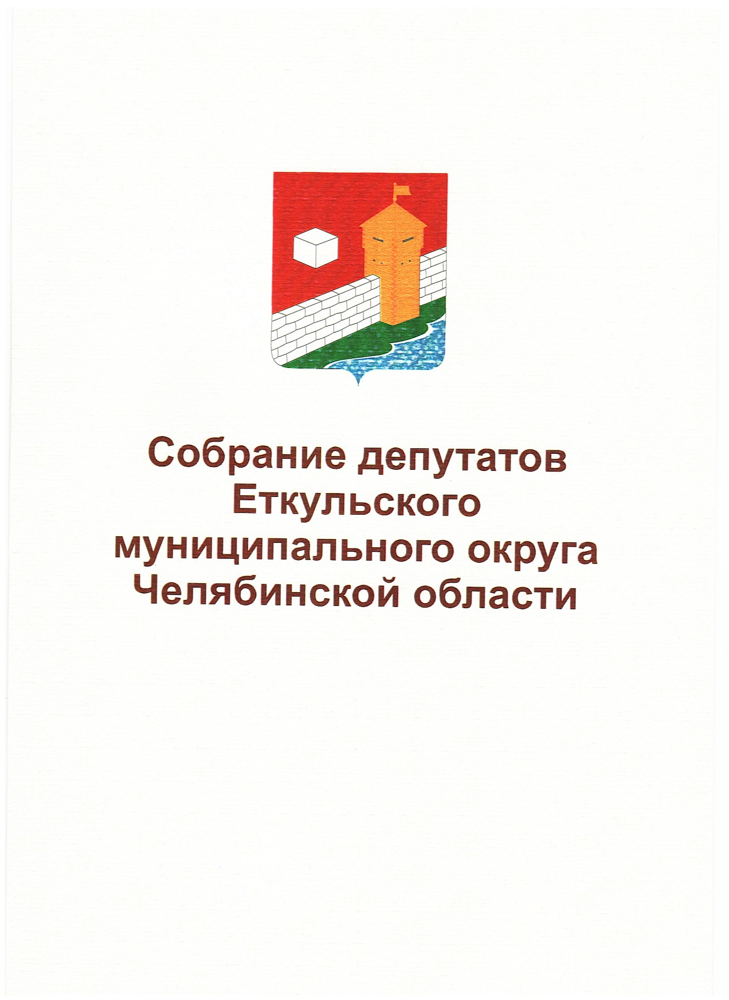 Собрание депутатов
Еткульского
муниципального округа
Челябинской области